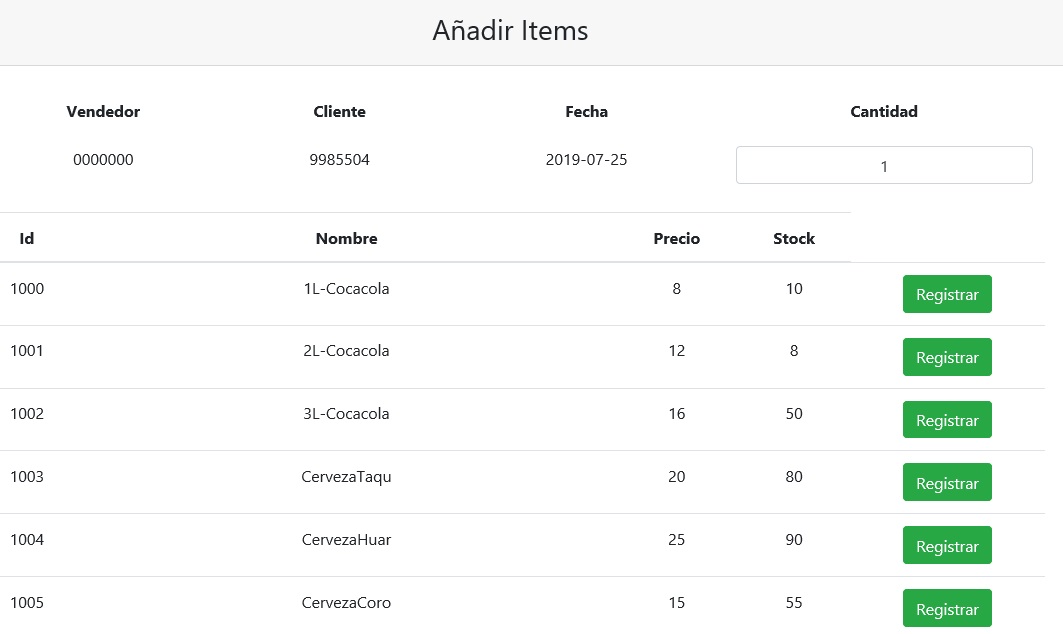 Añadir Items
Vendedor Cliente Fecha Cantidad
0000000 9985504 2019-07-25 1
Id Nombre Precio Stock
1000 1L-Cocacola 8 10 Registrar
1001 2L-Cocacola 12 8 Registrar
1002 3L-Cocacola 16 50 Registrar
1003 CervezaTaqu 20 80 Registrar
1004 CervezaHuar 25 90 Registrar
1005 CervezaCoro 15 55 Registrar